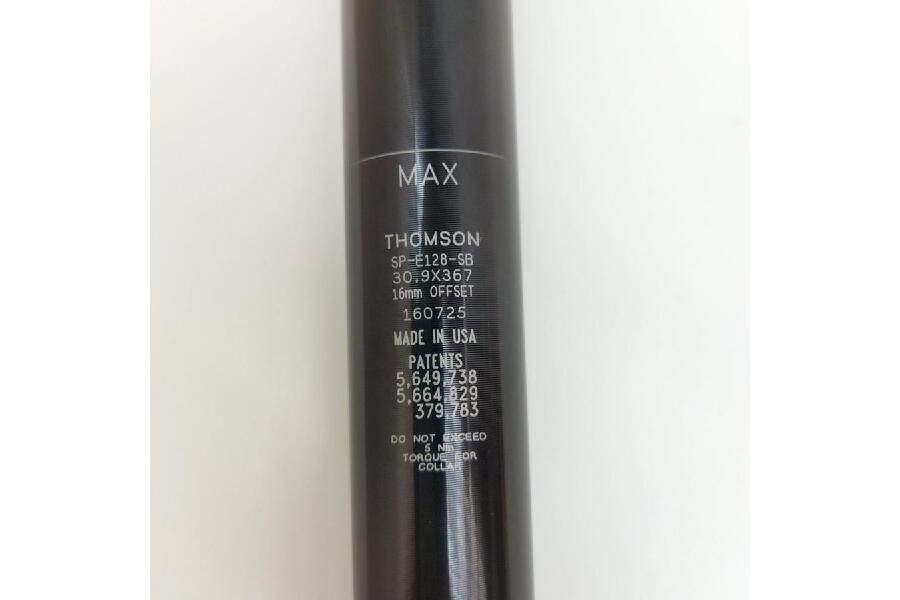 MAX
THOMSON
SP-E128-SB
30.9X367
16mm OFFSET
160725
MADE IN USA
PATENTS
5,649,738
5,664,829
379,783
DO NOT EXCEED
5 Nm
TORQUE FOR
COLLAR